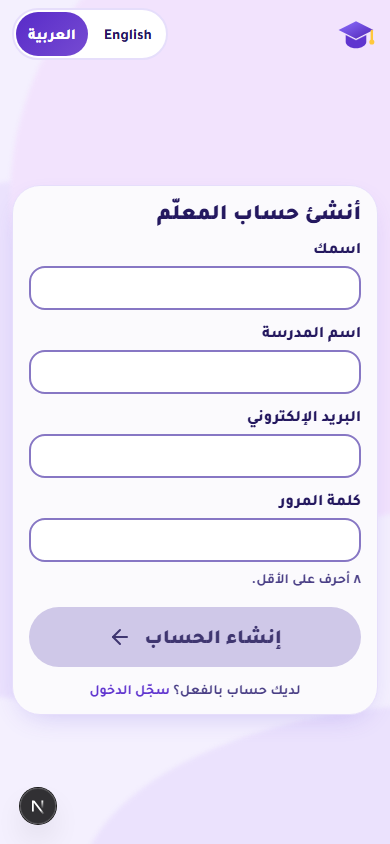 العربية
English
أنشئ حساب المعلّم
اسمك
اسم المدرسة
البريد الإلكتروني
كلمة المرور
٨ أحرف على الأقل.
إنشاء الحساب ←
لديك حساب بالفعل؟ سجّل الدخول
N